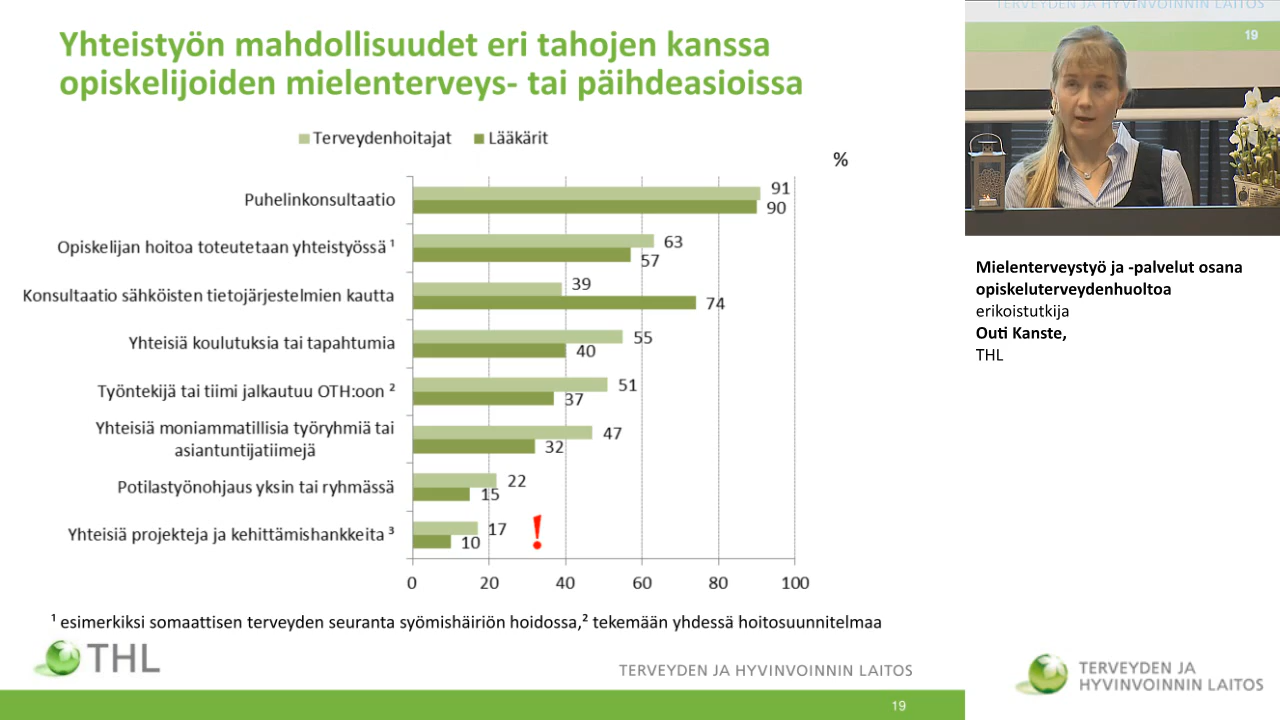 Yhteistyön mahdollisuudet eri tahojen kanssa
opiskelijoiden mielenterveys- tai päihdeasioissa
Terveydenhoitajat Lääkärit
%
Puhelinkonsultaatio 91
90
Opiskelijan hoitoa toteutetaan yhteistyössä ¹ 63
57
Konsultaatio sähköisten tietojärjestelmien kautta 39
74
Yhteisiä koulutuksia tai tapahtumia 55
40
Työntekijä tai tiimi jalkautuu OTH:oon ² 51
37
Yhteisiä moniammatillisia työryhmiä tai
asiantuntijatiimejä
47
32
Potilastyönohjaus yksin tai ryhmässä 22
15
Yhteisiä projekteja ja kehittämishankkeita ³ 17
10
!
0 20 40 60 80 100
¹ esimerkiksi somaattisen terveyden seuranta syömishäiriön hoidossa,² tekemään yhdessä hoitosuunnitelmaa
THL
TERVEYDEN JA HYVINVOINNIN LAITOS
19
TERVEYDEN JA HYVINVOINNIN LAITOS
19
Mielenterveystyö ja -palvelut osana
opiskeluterveydenhuoltoa
erikoistutkija
Outi Kanste,
THL
TERVEYDEN JA
HYVINVOINNIN LAITOS